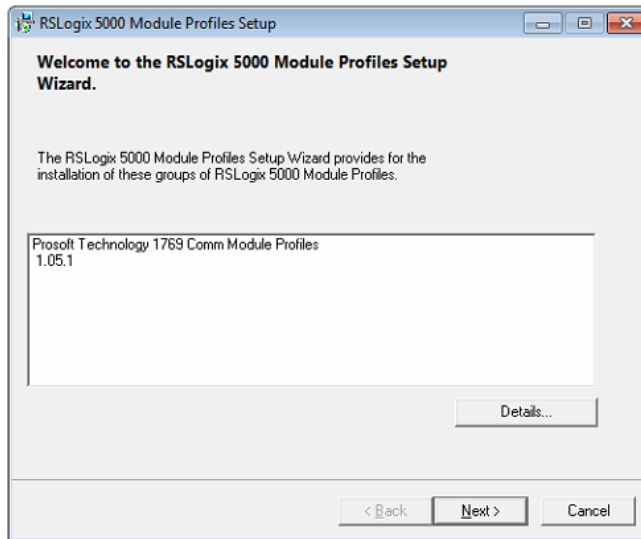 RSLogix 5000 Module Profiles Setup
Welcome to the RSLogix 5000 Module Profiles Setup
Wizard.
The RSLogix 5000 Module Profiles Setup Wizard provides for the
installation of these groups of RSLogix 5000 Module Profiles.
Prosoft Technology 1769 Comm Module Profiles
1.05.1
Details...
< Back
Next >
Cancel